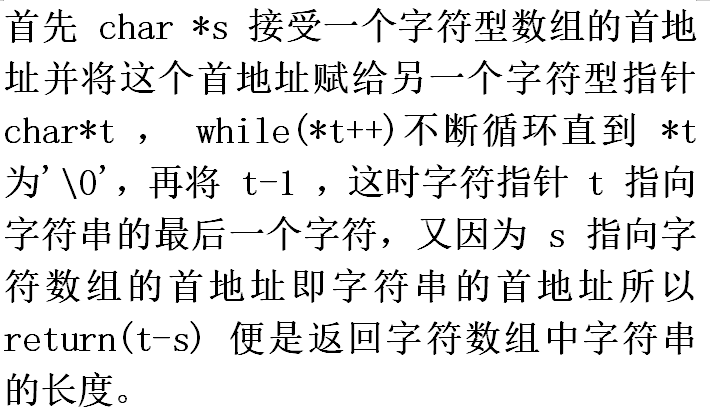 首先 char *s 接受一个字符型数组的首地
址并将这个首地址赋给另一个字符型指针
char*t ， while(*t++)不断循环直到 *t
为'\0'，再将 t-1 ，这时字符指针 t 指向
字符串的最后一个字符，又因为 s 指向字
符数组的首地址即字符串的首地址所以
return(t-s) 便是返回字符数组中字符串
的长度。